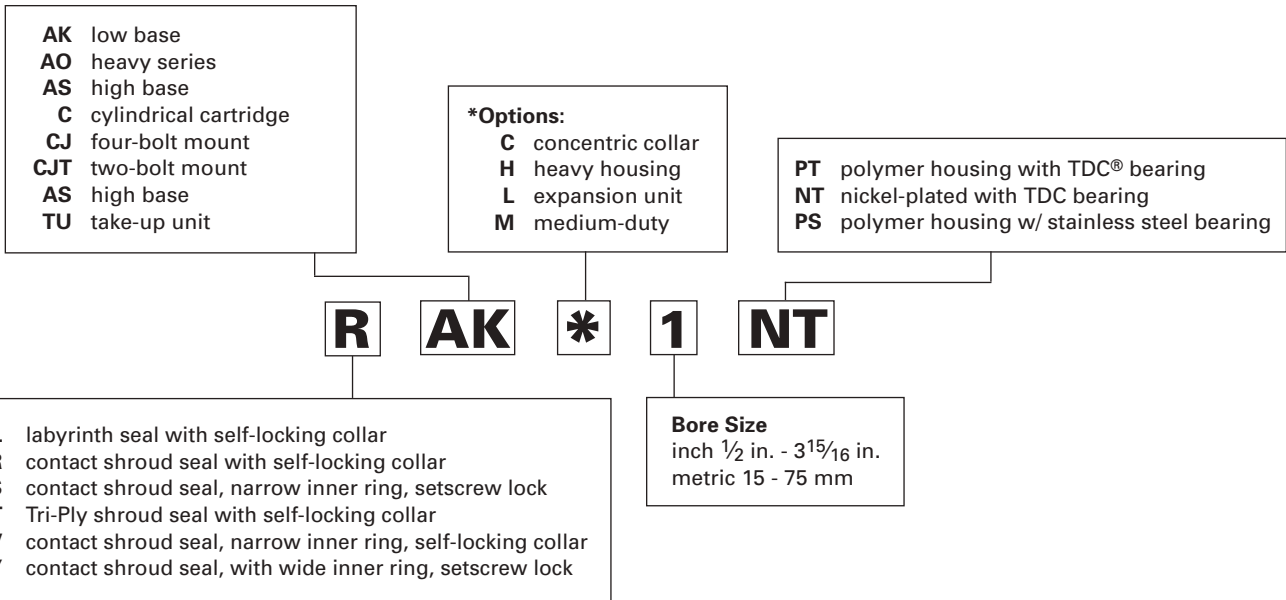 AK low base
AO heavy series
AS high base
C cylindrical cartridge
CJ four-bolt mount
CJT two-bolt mount
AS high base
TU take-up unit
*Options:
C concentric collar
H heavy housing
L expansion unit
M medium-duty
PT polymer housing with TDC® bearing
NT nickel-plated with TDC bearing
PS polymer housing w/ stainless steel bearing
R AK * 1 NT
labyrinth seal with self-locking collar
contact shroud seal with self-locking collar
contact shroud seal, narrow inner ring, setscrew lock
Tri-Ply shroud seal with self-locking collar
contact shroud seal, narrow inner ring, self-locking collar
contact shroud seal, with wide inner ring, setscrew lock
Bore Size
inch ½ in. - 3 15/16 in.
metric 15 - 75 mm